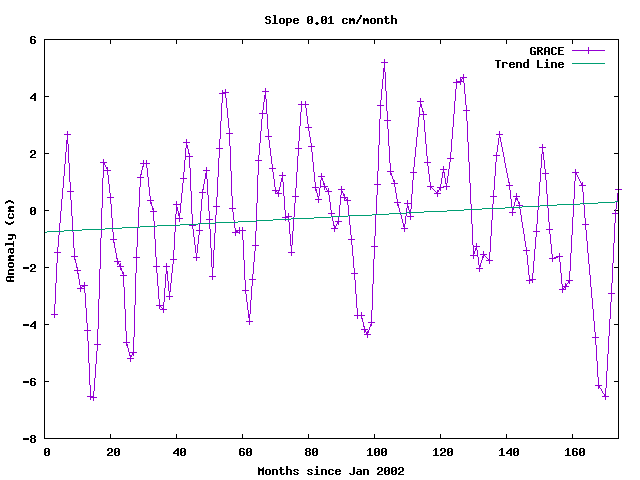 Slope 0.01 cm/month
GRACE
Trend Line
6
4
2
0
-2
-4
-6
-8
Anomaly (cm)
0 20 40 60 80 100 120 140 160
Months since Jan 2002